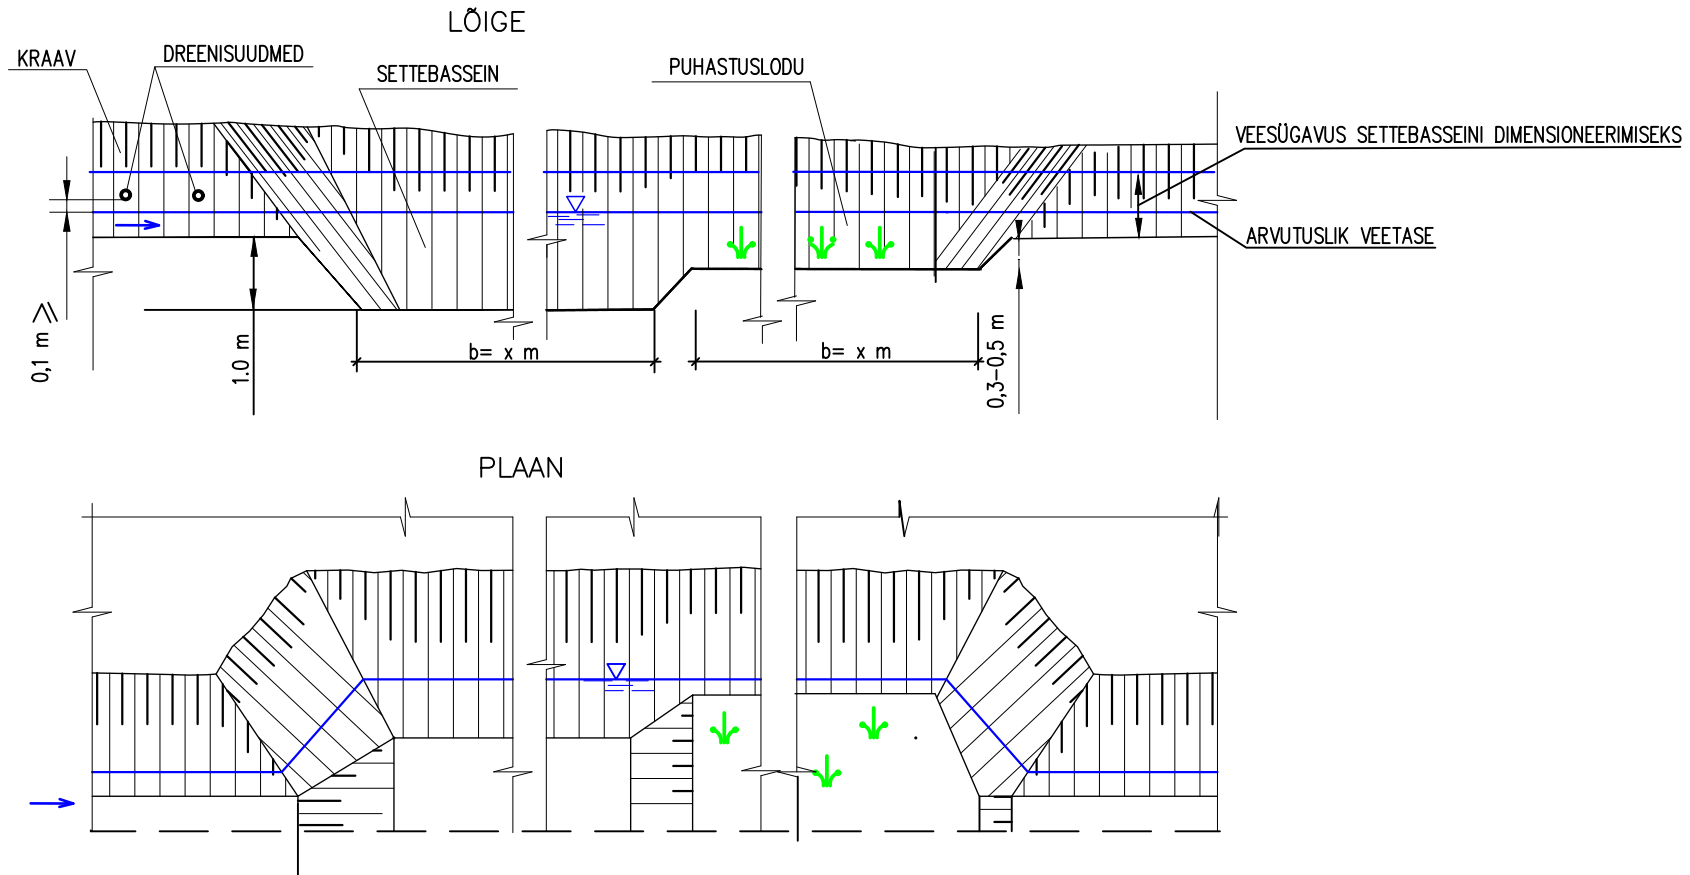 LÕIGE
KRAAV
DREENISUUDMED
SETTEBASSEIN
PUHASTUSLODU
VEESÜGAVUS SETTEBASSEINI DIMENSIONEERIMISEKS
ARVUTUSLIK VEETASE
0,1 m ≥
1.0 m
b= x m
b= x m
0,3-0,5 m
PLAAN